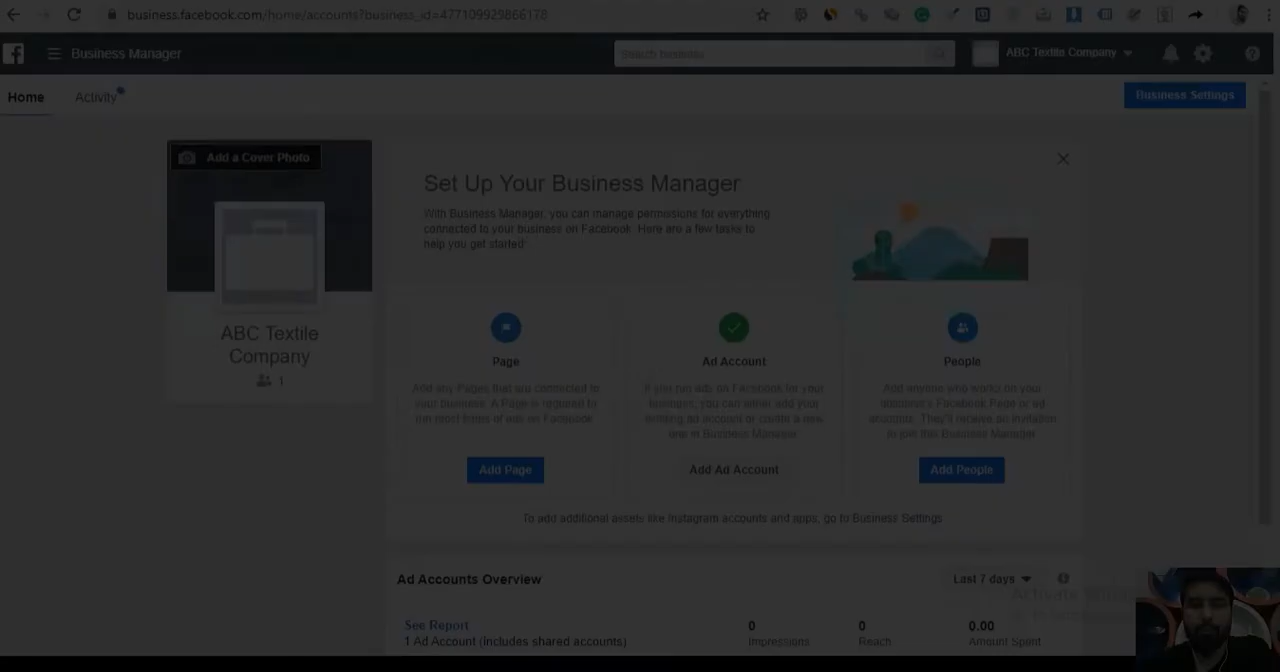 business.facebook.com/home/accounts?business_id=477109929866178
Business Manager
Search business
ABC Textile Company
Home
Activity
Business Settings
Add a Cover Photo
ABC Textile
Company
1
Set Up Your Business Manager
With Business Manager, you can manage permissions for everything
connected to your business on Facebook. Here are a few tasks to
help you get started:
Page
Add any Pages that are connected to
your business. A Page is required to
run most forms of ads on Facebook.
Add Page
Ad Account
If you run ads on Facebook for your
business, you can either add your
existing ad account or create a new
one in Business Manager.
Add Ad Account
People
Add anyone who works on your
business's Facebook Page or ad
accounts. They'll receive an invitation
to join this Business Manager.
Add People
To add additional assets like Instagram accounts and apps, go to Business Settings
Ad Accounts Overview
Last 7 days
See Report
1 Ad Account (includes shared accounts)
0
Impressions
0
Reach
0.00
Amount Spent
Activate